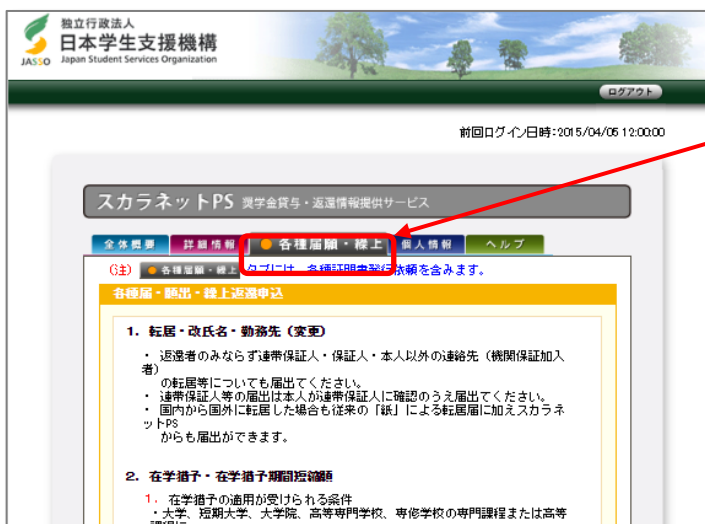 独立行政法人
日本学生支援機構
JASSO Japan Student Services Organization
ログアウト
前回ログイン日時:2015/04/05 12:00:00
スカラネットPS 奨学金貸与・返還情報提供サービス
全体概要 詳細情報 各種届願・繰上 個人情報 ヘルプ
(注) 各種届願・繰上 タブには、各種証明書発行依頼を含みます。
各種届・願出・繰上返還申込
1. 転居・改氏名・勤務先（変更）
・ 返還者のみならず連帯保証人・保証人・本人以外の連絡先（機関保証加入
者）
の転居等についても届出てください。
・ 連帯保証人等の届出は本人が連帯保証人に確認のうえ届出てください。
・ 国内から国外に転居した場合も従来の「紙」による転居届に加えスカラネ
ットPS
からも届出ができます。
2. 在学猶予・在学猶予期間短縮願
1. 在学猶予の適用が受けられる条件
・大学、短期大学、大学院、高等専門学校、専修学校の専門課程または高等